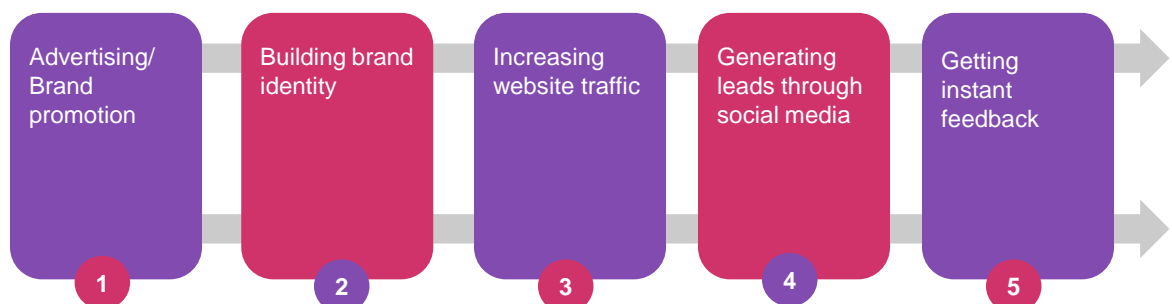 Advertising/
Brand
promotion
1
Building brand
identity
2
Increasing
website traffic
3
Generating
leads through
social media
4
Getting
instant
feedback
5